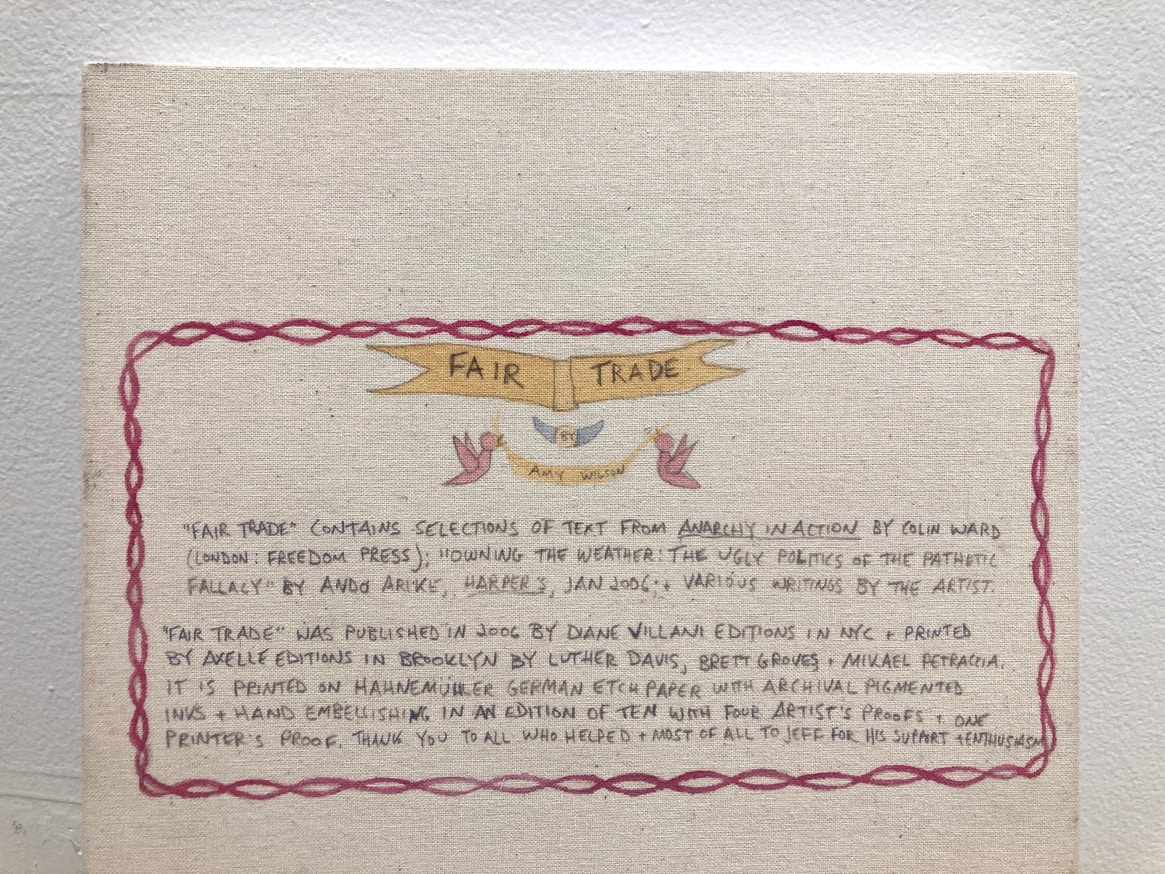 FAIR TRADE
BY
AMY WILSON
"FAIR TRADE" CONTAINS SELECTIONS OF TEXT FROM ANARCHY IN ACTION BY COLIN WARD
(LONDON: FREEDOM PRESS); "OWNING THE WEATHER: THE UGLY POLITICS OF THE PATHETIC
FALLACY" BY ANDO ARIKE, HARPER'S, JAN 2006; + VARIOUS WRITINGS BY THE ARTIST.
"FAIR TRADE" WAS PUBLISHED IN 2006 BY DIANE VILLANI EDITIONS IN NYC + PRINTED
BY AXELLE EDITIONS IN BROOKLYN BY LUTHER DAVIS, BRETT GROVES + MIKAEL PETRACCIA.
IT IS PRINTED ON HAHNEMÜHLER GERMAN ETCH PAPER WITH ARCHIVAL PIGMENTED
INKS + HAND EMBELLISHING IN AN EDITION OF TEN WITH FOUR ARTIST'S PROOFS + ONE
PRINTER'S PROOF. THANK YOU TO ALL WHO HELPED + MOST OF ALL TO JEFF FOR HIS SUPPORT + ENTHUSIASM